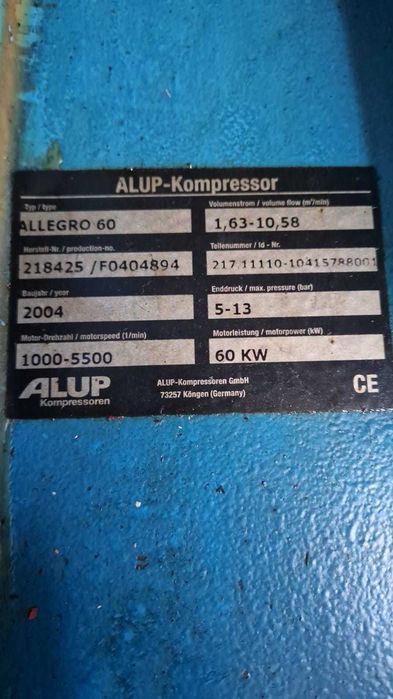 ALUP-Kompressor
Typ / type
ALLEGRO 60
Volumenstrom / volume flow (m³/min)
1,63-10,58
Herstell-Nr. / production-no.
218425 /F0404894
Teilenummer / Id - Nr.
217.11110-10415788001
Baujahr / year
2004
Enddruck / max. pressure (bar)
5-13
Motor-Drehzahl / motorspeed (1/min)
1000-5500
Motorleistung / motorpower (kW)
60 KW
ALUP
Kompressoren
ALUP-Kompressoren GmbH
73257 Köngen (Germany)
CE